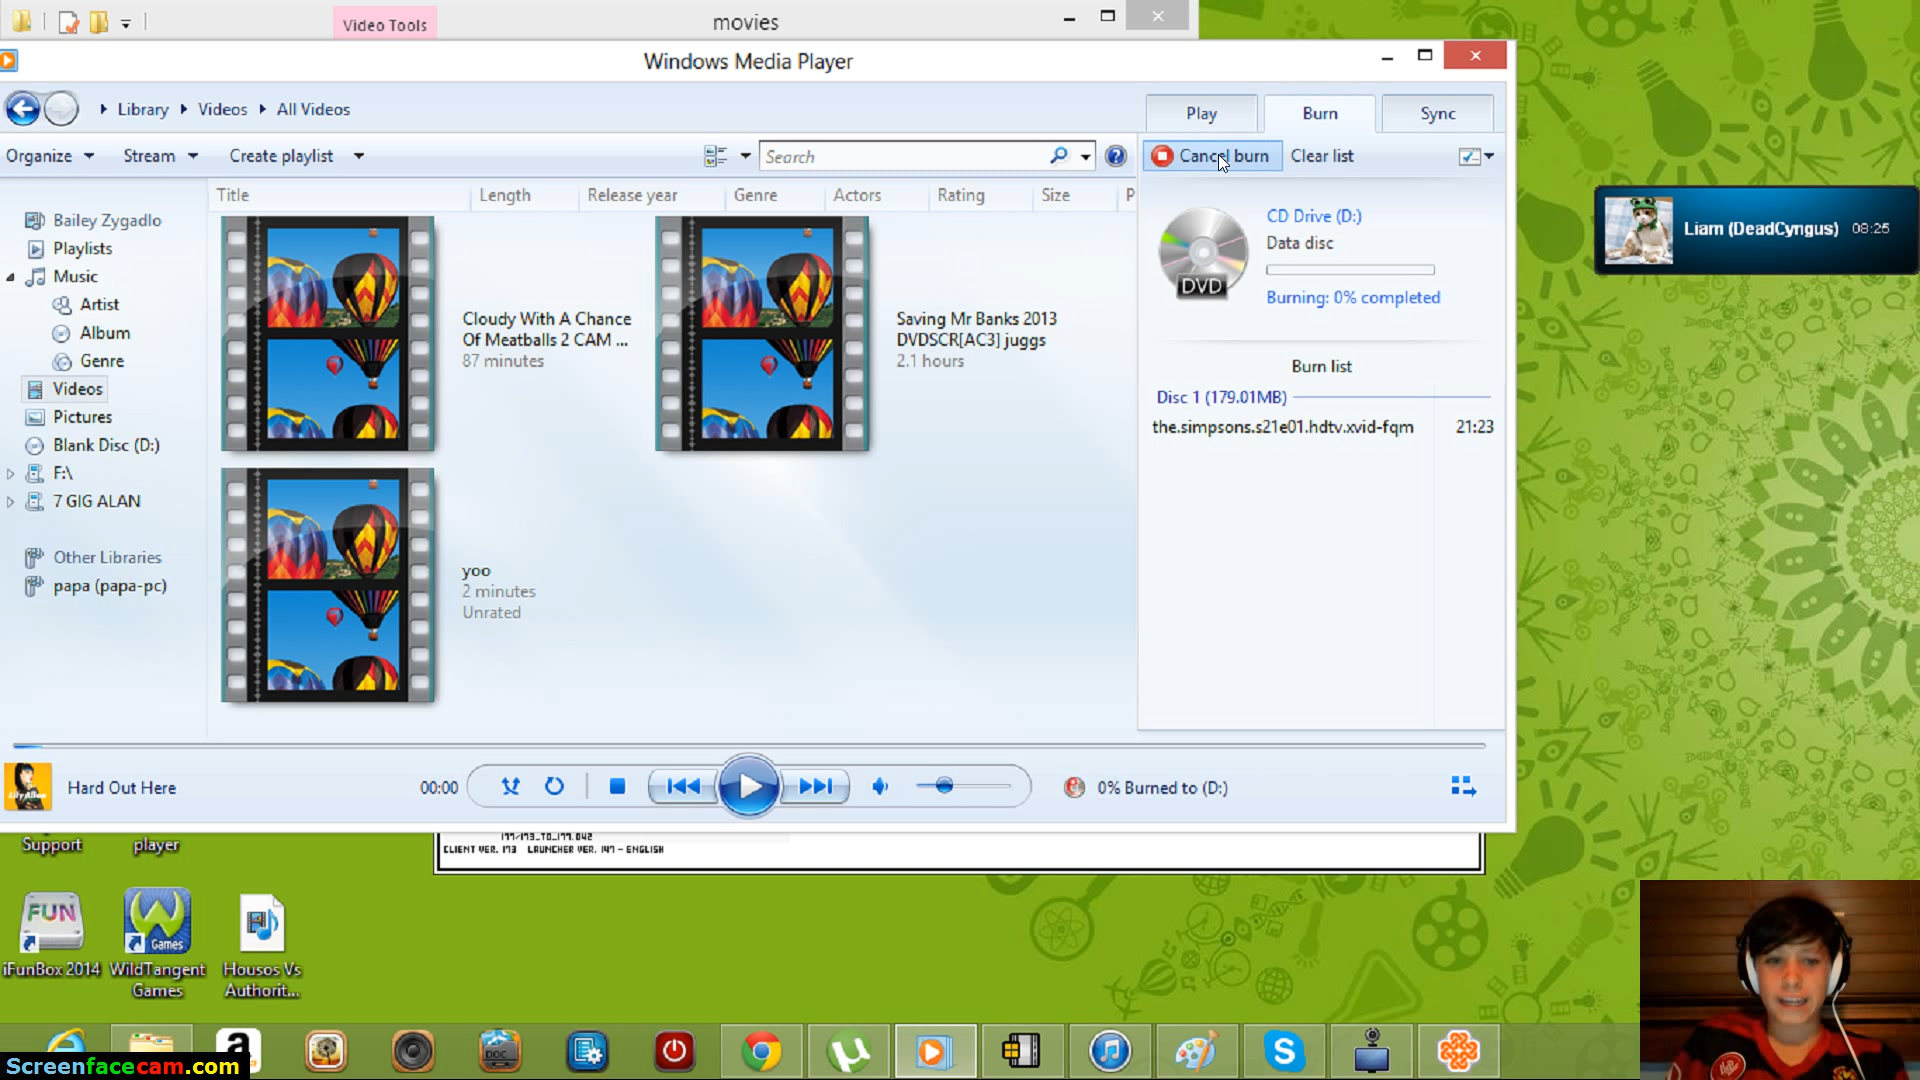 Video Tools
movies
Windows Media Player
Library
Videos
All Videos
Play
Burn
Sync
Organize
Stream
Create playlist
Search
Cancel burn
Clear list
Title
Length
Release year
Genre
Actors
Rating
Size
P
Bailey Zygadlo
Playlists
Music
Artist
Album
Genre
Videos
Pictures
Blank Disc (D:)
F:\
7 GIG ALAN
Other Libraries
papa (papa-pc)
Cloudy With A Chance
Of Meatballs 2 CAM ...
87 minutes
Saving Mr Banks 2013
DVDSCR[AC3] juggs
2.1 hours
yoo
2 minutes
Unrated
DVD
CD Drive (D:)
Data disc
Burning: 0% completed
Burn list
Disc 1 (179.01MB)
the.simpsons.s21e01.hdtv.xvid-fqm 21:23
Liam (DeadCyngus) 08:25
Hard Out Here
00:00
0% Burned to (D:)
CLIENT VER. 173 LAUNCHER VER. 147 - ENGLISH
Support
player
FUN
iFunBox 2014
Games
WildTangent
Games
Housos Vs
Authorit...
a
DOC
S
Screenfacecam.com